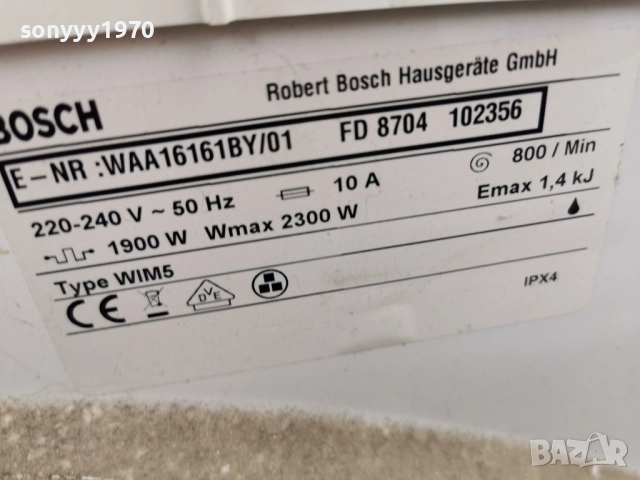 sonyyy1970
BOSCH
Robert Bosch Hausgeräte GmbH
E-NR :WAA16161BY/01 FD 8704 102356
220-240 V ~ 50 Hz 10 A 800 / Min
1900 W Wmax 2300 W Emax 1,4 kJ
Type WIM5
CE DVE IPX4
BAZAR